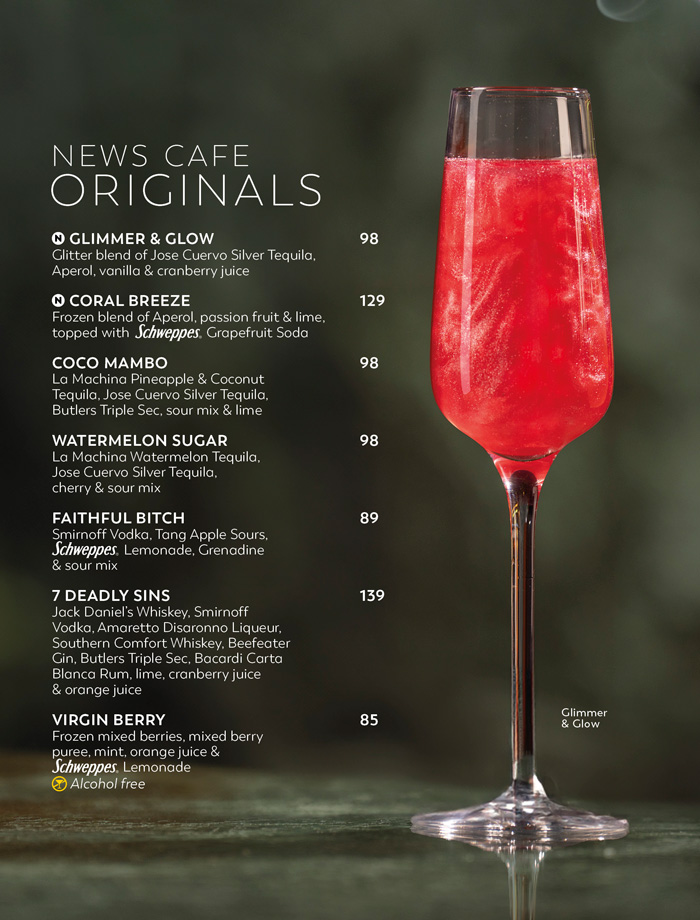 NEWS CAFE
ORIGINALS
N GLIMMER & GLOW 98
Glitter blend of Jose Cuervo Silver Tequila,
Aperol, vanilla & cranberry juice
N CORAL BREEZE 129
Frozen blend of Aperol, passion fruit & lime,
topped with Schweppes, Grapefruit Soda
COCO MAMBO 98
La Machina Pineapple & Coconut
Tequila, Jose Cuervo Silver Tequila,
Butlers Triple Sec, sour mix & lime
WATERMELON SUGAR 98
La Machina Watermelon Tequila,
Jose Cuervo Silver Tequila,
cherry & sour mix
FAITHFUL BITCH 89
Smirnoff Vodka, Tang Apple Sours,
Schweppes, Lemonade, Grenadine
& sour mix
7 DEADLY SINS 139
Jack Daniel's Whiskey, Smirnoff
Vodka, Amaretto Disaronno Liqueur,
Southern Comfort Whiskey, Beefeater
Gin, Butlers Triple Sec, Bacardi Carta
Blanca Rum, lime, cranberry juice
& orange juice
VIRGIN BERRY 85
Frozen mixed berries, mixed berry
puree, mint, orange juice &
Schweppes, Lemonade
Alcohol free
Glimmer
& Glow